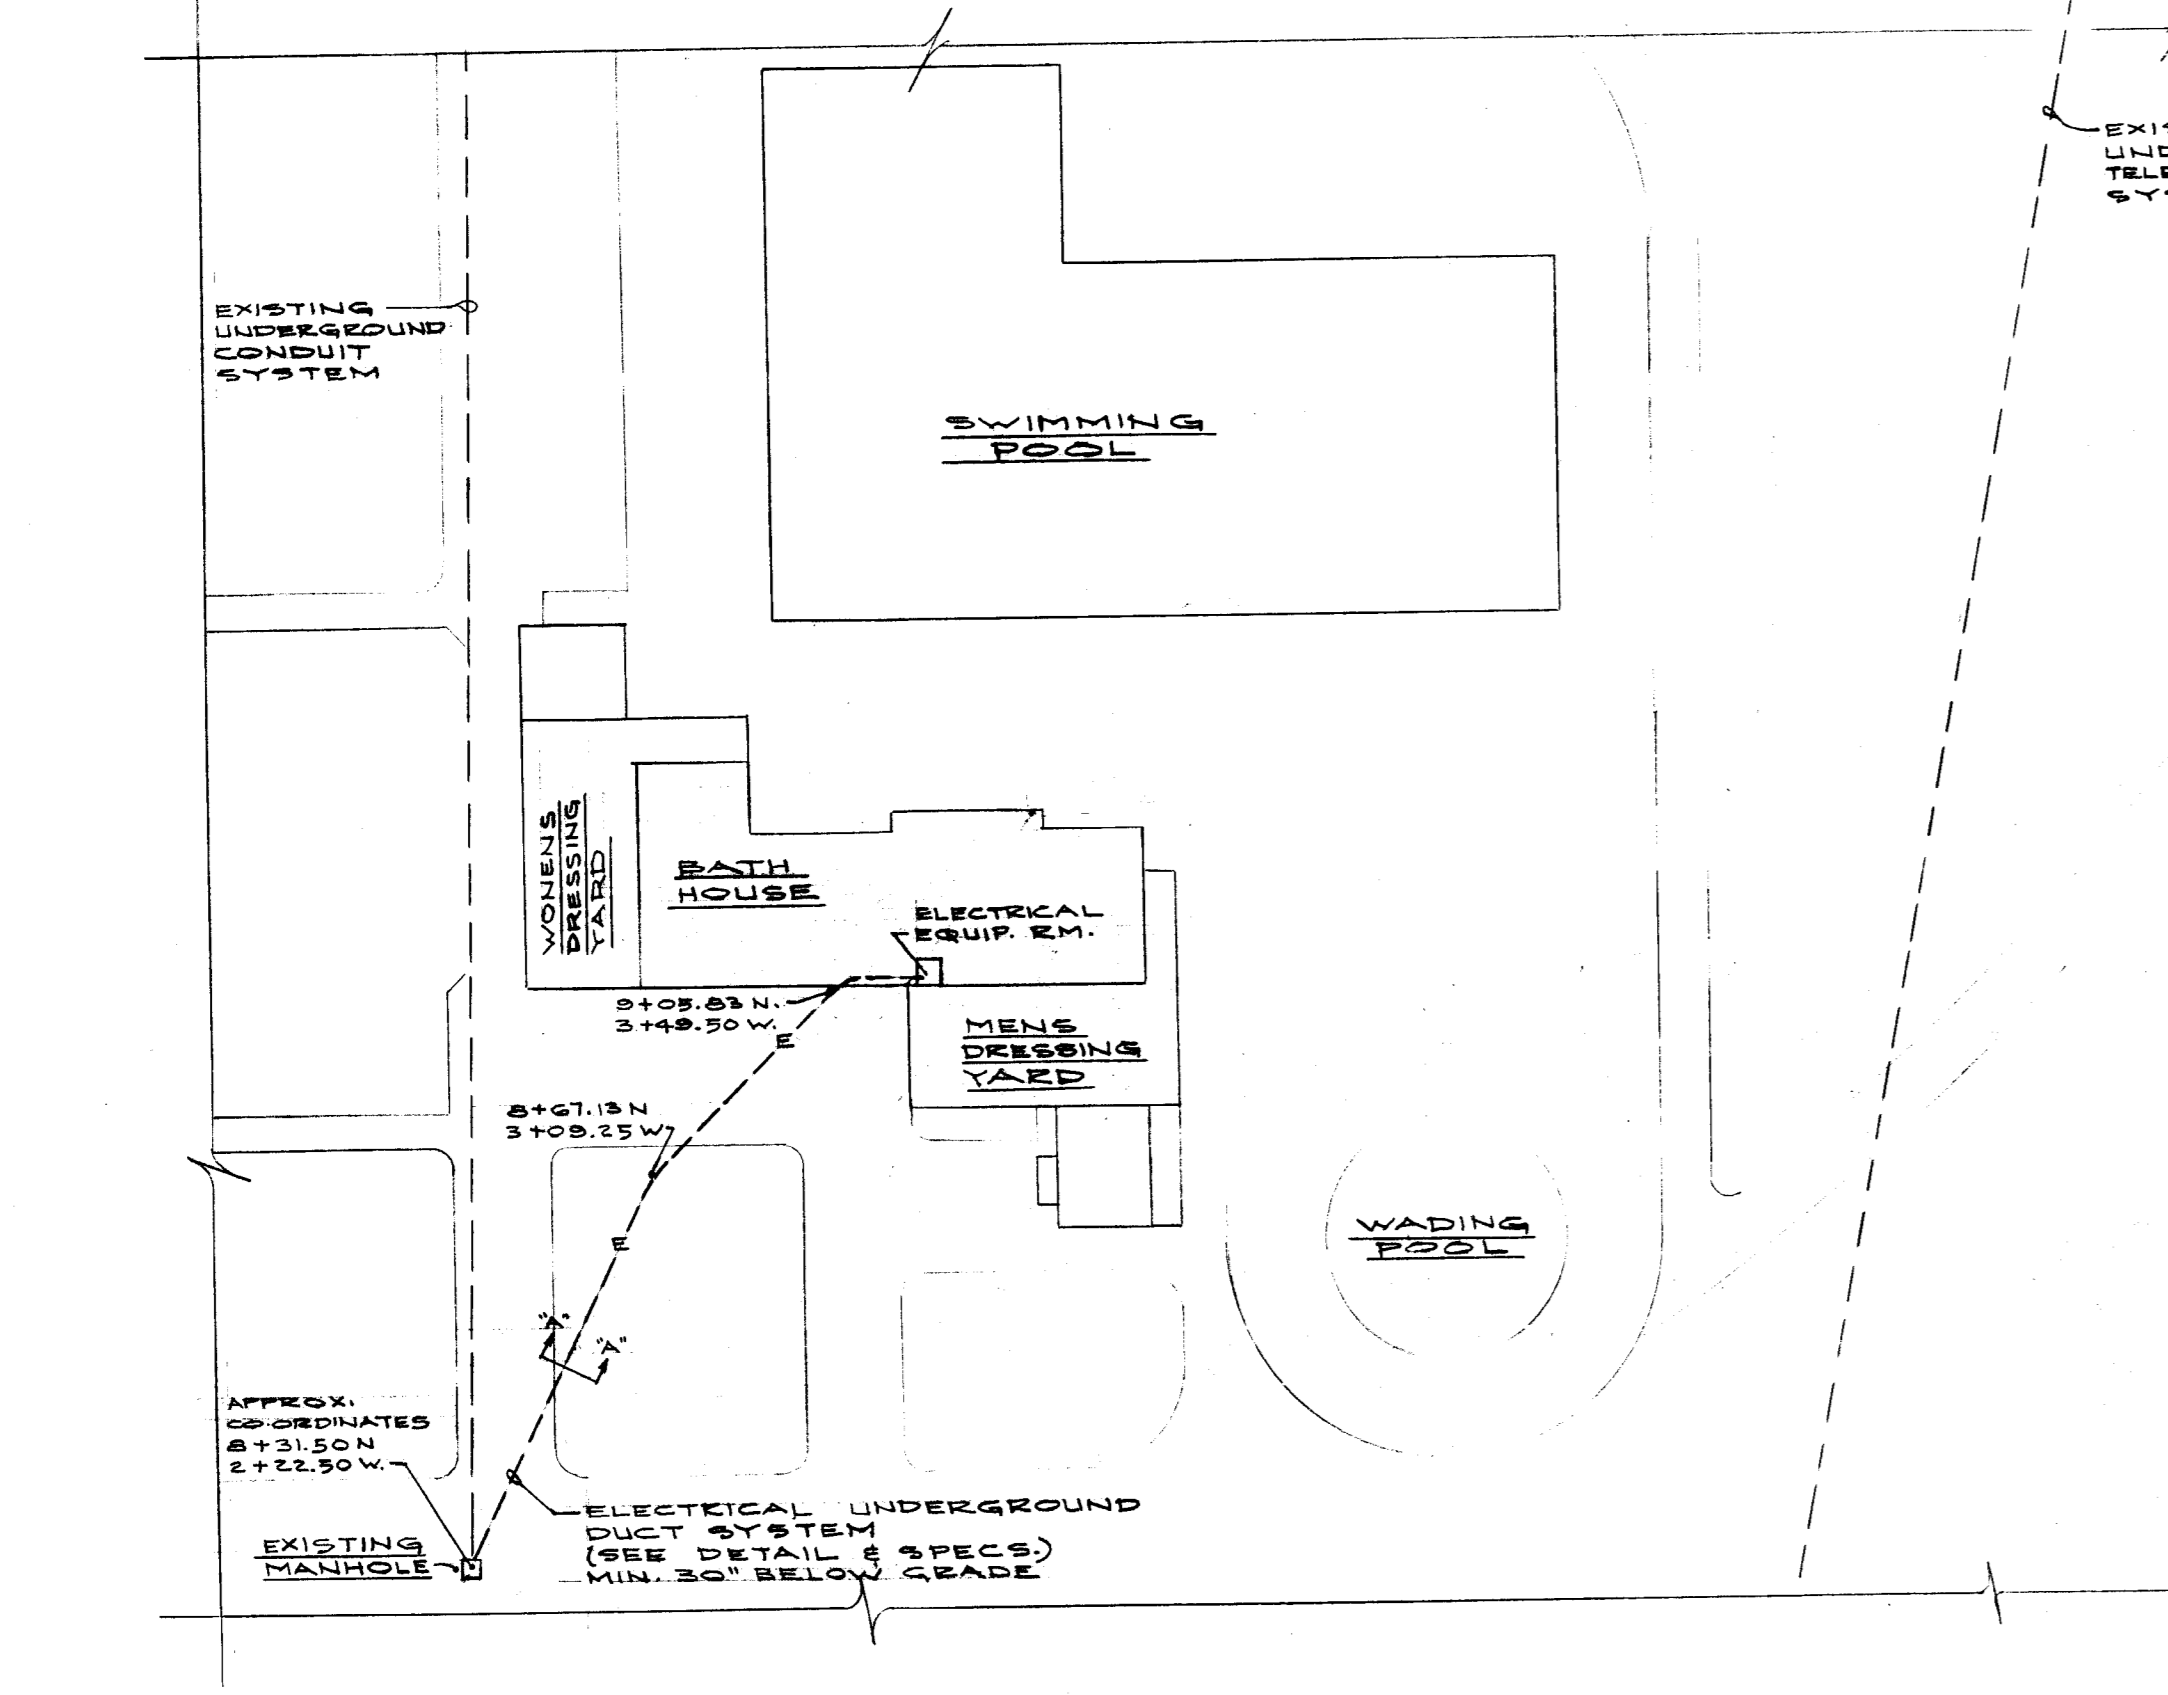 EXISTING
UNDERGROUND
CONDUIT
SYSTEM
SWIMMING
POOL
WONENS
DRESSING
YARD
BATH
HOUSE
ELECTRICAL
EQUIP. RM.
9+05.83 N.
3+49.50 W.
E
MENS
DRESSING
YARD
8+67.13 N
3+09.25 W
E
WADING
POOL
"A"
"A"
APPROX.
CO-ORDINATES
8+31.50 N
2+22.50 W.
EXISTING
MANHOLE
ELECTRICAL UNDERGROUND
DUCT SYSTEM
(SEE DETAIL & SPECS.)
MIN. 30" BELOW GRADE